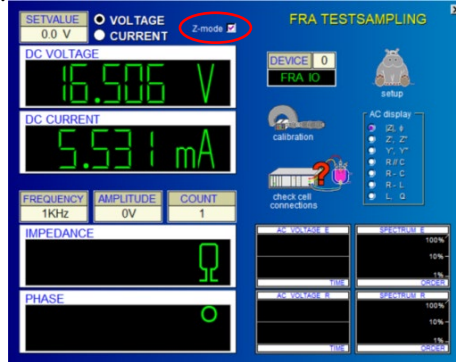 SETVALUE
0.0 V
VOLTAGE
CURRENT
Z-mode
FRA TESTSAMPLING
DC VOLTAGE
16.506 V
DEVICE 0
FRA IO
setup
DC CURRENT
5.531 mA
calibration
AC display
|Z|, ɸ
Z', Z"
Y', Y"
R//C
R - C
R - L
L, Q
check cell
connections
FREQUENCY AMPLITUDE COUNT
1KHz 0V 1
IMPEDANCE
Ω
PHASE
°
AC VOLTAGE E
TIME
SPECTRUM E
100%
10%
1%
ORDER
AC VOLTAGE R
TIME
SPECTRUM R
100%
10%
1%
ORDER